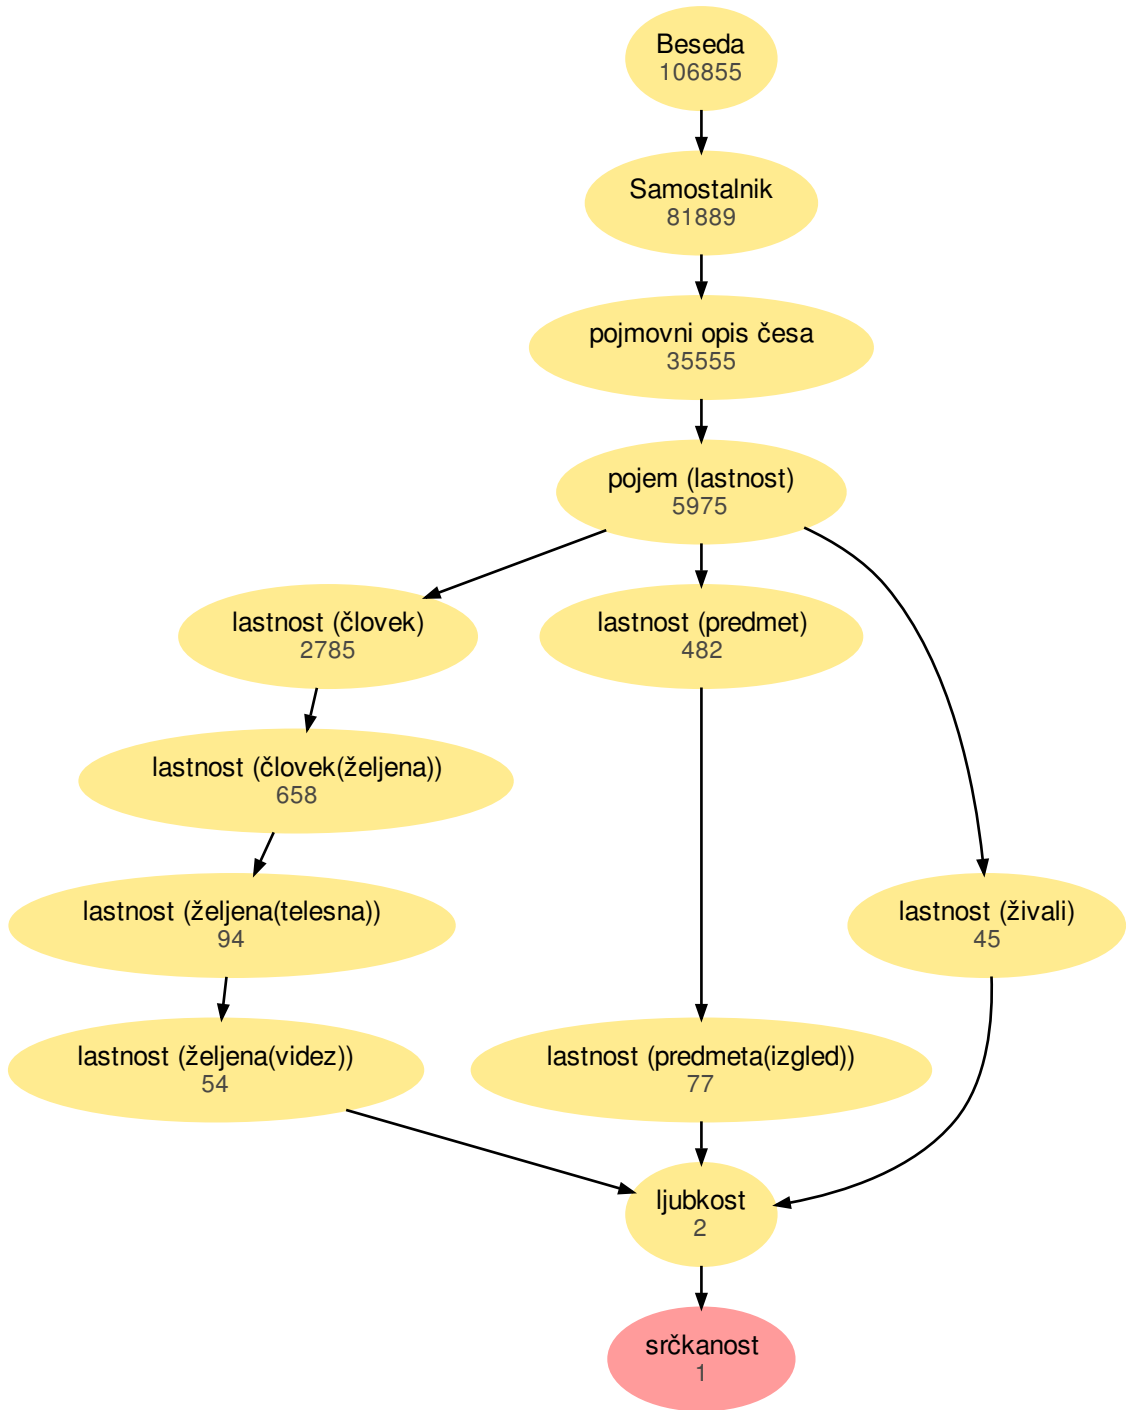 Beseda
106855
Samostalnik
81889
pojmovni opis česa
35555
pojem (lastnost)
5975
lastnost (človek)
2785
lastnost (predmet)
482
lastnost (človek(željena))
658
lastnost (željena(telesna))
94
lastnost (živali)
45
lastnost (željena(videz))
54
lastnost (predmeta(izgled))
77
ljubkost
2
srčkanost
1